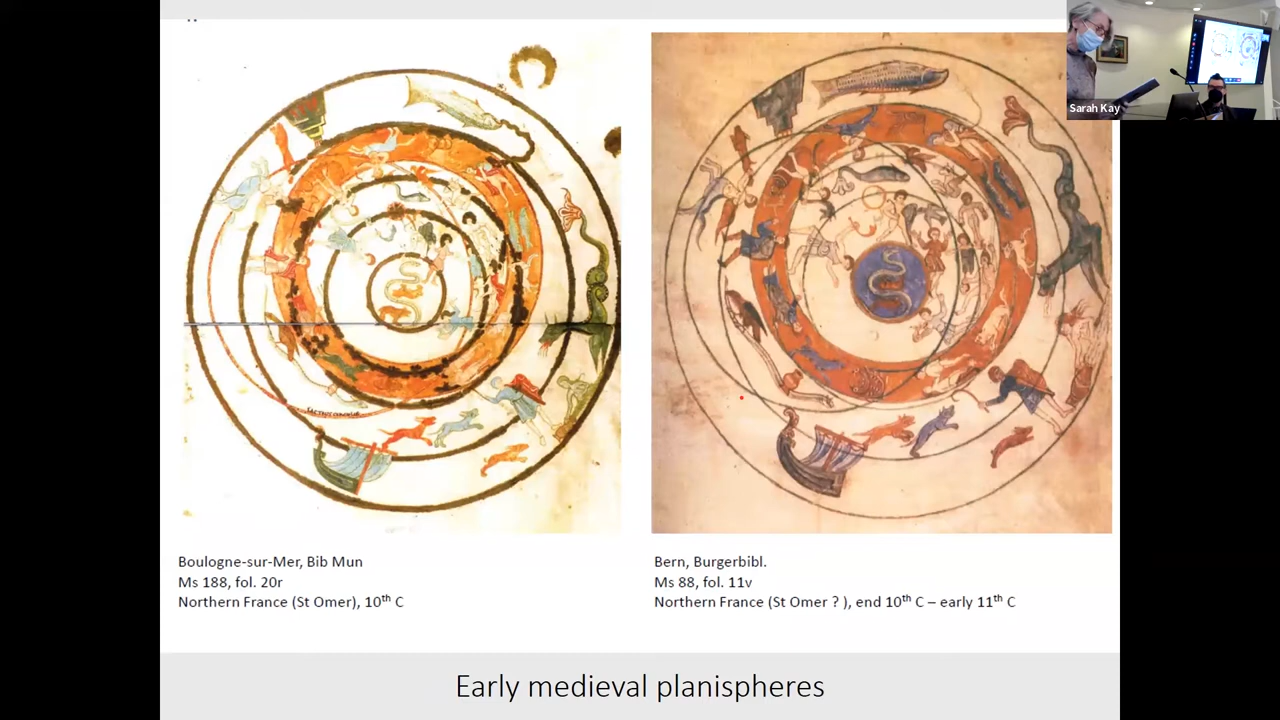 Sarah Kay
Boulogne-sur-Mer, Bib Mun
Ms 188, fol. 20r
Northern France (St Omer), 10th C
Bern, Burgerbibl.
Ms 88, fol. 11v
Northern France (St Omer ? ), end 10th C – early 11th C
Early medieval planispheres